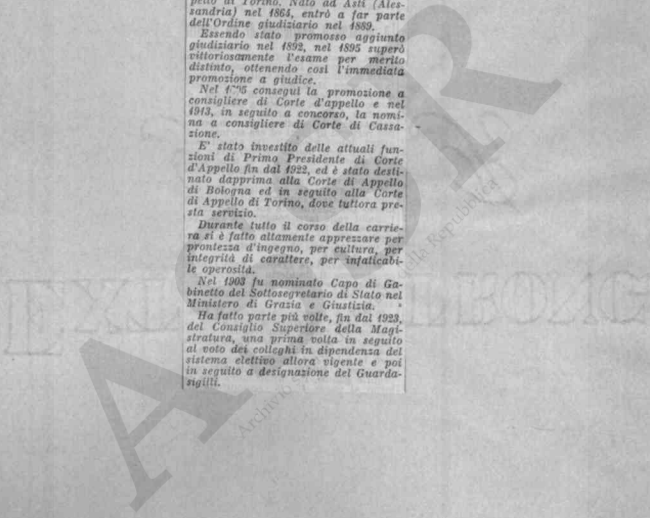 pello di Torino. Nato ad Asti (Ales-
sandria) nel 1864, entrò a far parte
dell'Ordine giudiziario nel 1889.
Essendo stato promosso aggiunto
giudiziario nel 1892, nel 1895 superò
vittoriosamente l'esame per merito
distinto, ottenendo così l'immediata
promozione a giudice.
Nel conseguì la promozione a
consigliere di Corte d'appello e nel
1913, in seguito a concorso, la nomi-
na a consigliere di Corte di Cassa-
zione.
E' stato investito delle attuali fun-
zioni di Primo Presidente di Corte
d'Appello fin dal 1922, ed è stato desti-
nato dapprima alla Corte di Appello
di Bologna ed in seguito alla Corte
di Appello di Torino, dove tuttora pre-
sta servizio.
Durante tutto il corso della carrie-
ra si è fatto altamente apprezzare per
prontezza d'ingegno, per cultura, per
integrità di carattere, per infaticabi-
le operosità.
Nel 1903 fu nominato Capo di Ga-
binetto del Sottosegretario di Stato nel
Ministero di Grazia e Giustizia.
Ha fatto parte più volte, fin dal 1923,
del Consiglio Superiore della Magi-
stratura, una prima volta in seguito
al voto dei colleghi in dipendenza del
sistema elettivo allora vigente e poi
in seguito a designazione del Guarda-
sigilli.